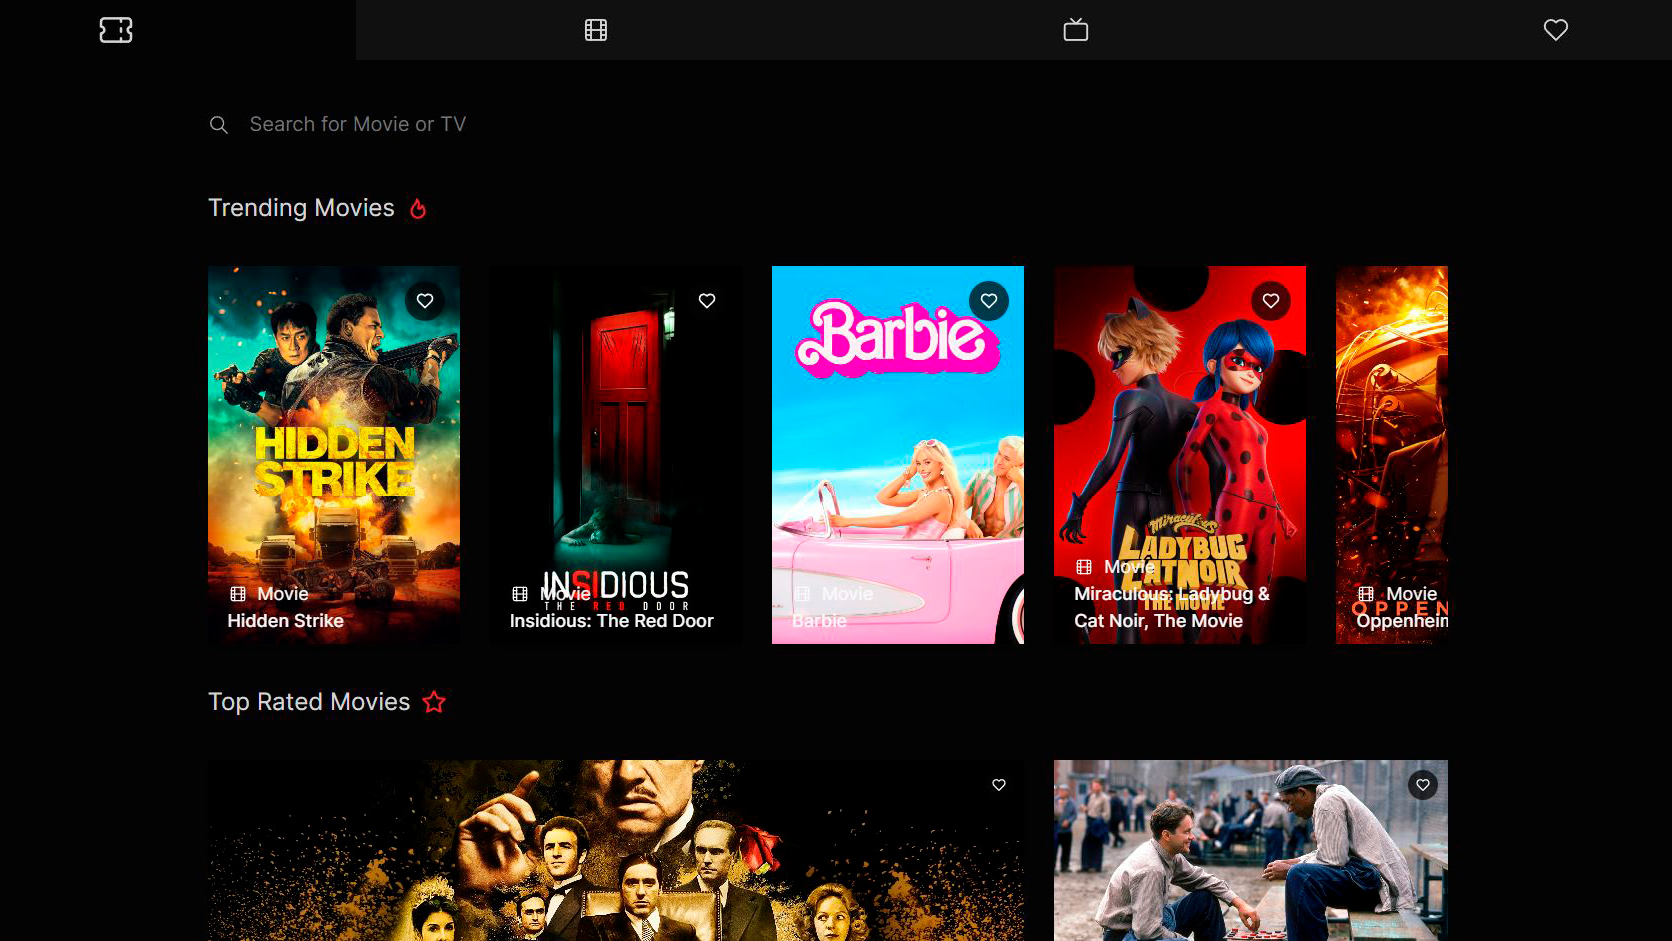 Search for Movie or TV
Trending Movies
HIDDEN
STRIKE
Movie
Hidden Strike
INSIDIOUS
THE RED DOOR
Movie
Insidious: The Red Door
Barbie
Movie
Barbie
Miraculous
LADYBUG
CATNOIR
THE MOVIE
Movie
Miraculous: Ladybug &
Cat Noir, The Movie
OPPEN
Movie
Oppenhein
Top Rated Movies